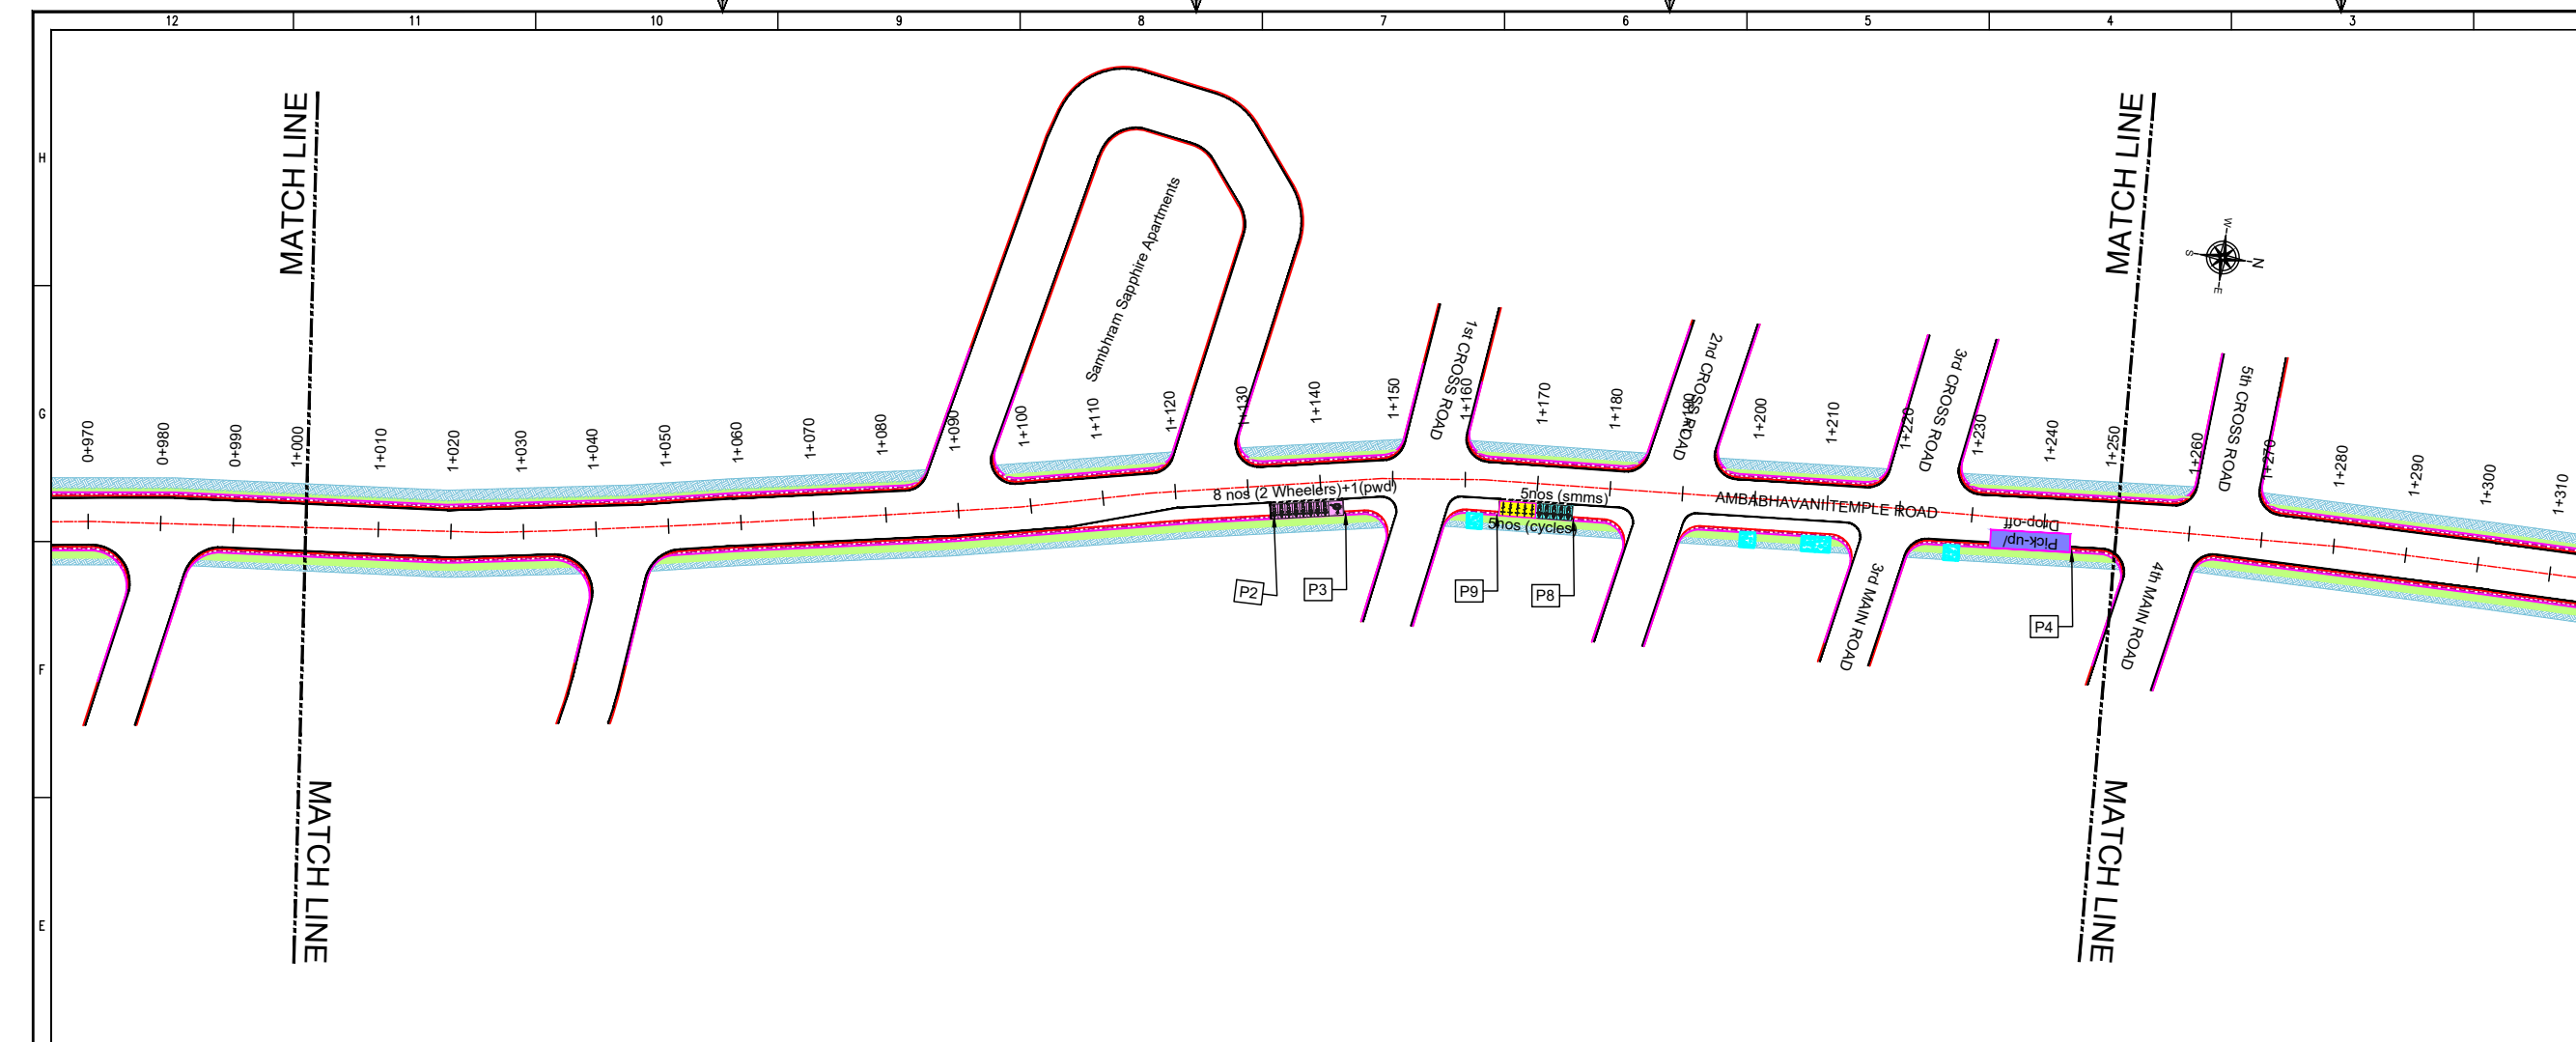 12 11 10 9 8 7 6 5 4 3
H
G
F
E
MATCH LINE
MATCH LINE
MATCH LINE
MATCH LINE
W
S
N
E
Sambhram Sapphire Apartments
1st CROSS ROAD
2nd CROSS ROAD
3rd CROSS ROAD
5th CROSS ROAD
0+970
0+980
0+990
1+000
1+010
1+020
1+030
1+040
1+050
1+060
1+070
1+080
1+090
1+100
1+110
1+120
1+130
1+140
1+150
1+160
1+170
1+180
1+190
1+200
1+210
1+220
1+230
1+240
1+250
1+260
1+270
1+280
1+290
1+300
1+310
8 nos (2 Wheelers)+1(pwd)
5nos (smms)
5nos (cycles)
AMBABHAVANI TEMPLE ROAD
Pick-up/
Drop-off
P2
P3
P9
P8
P4
3rd MAIN ROAD
4th MAIN ROAD